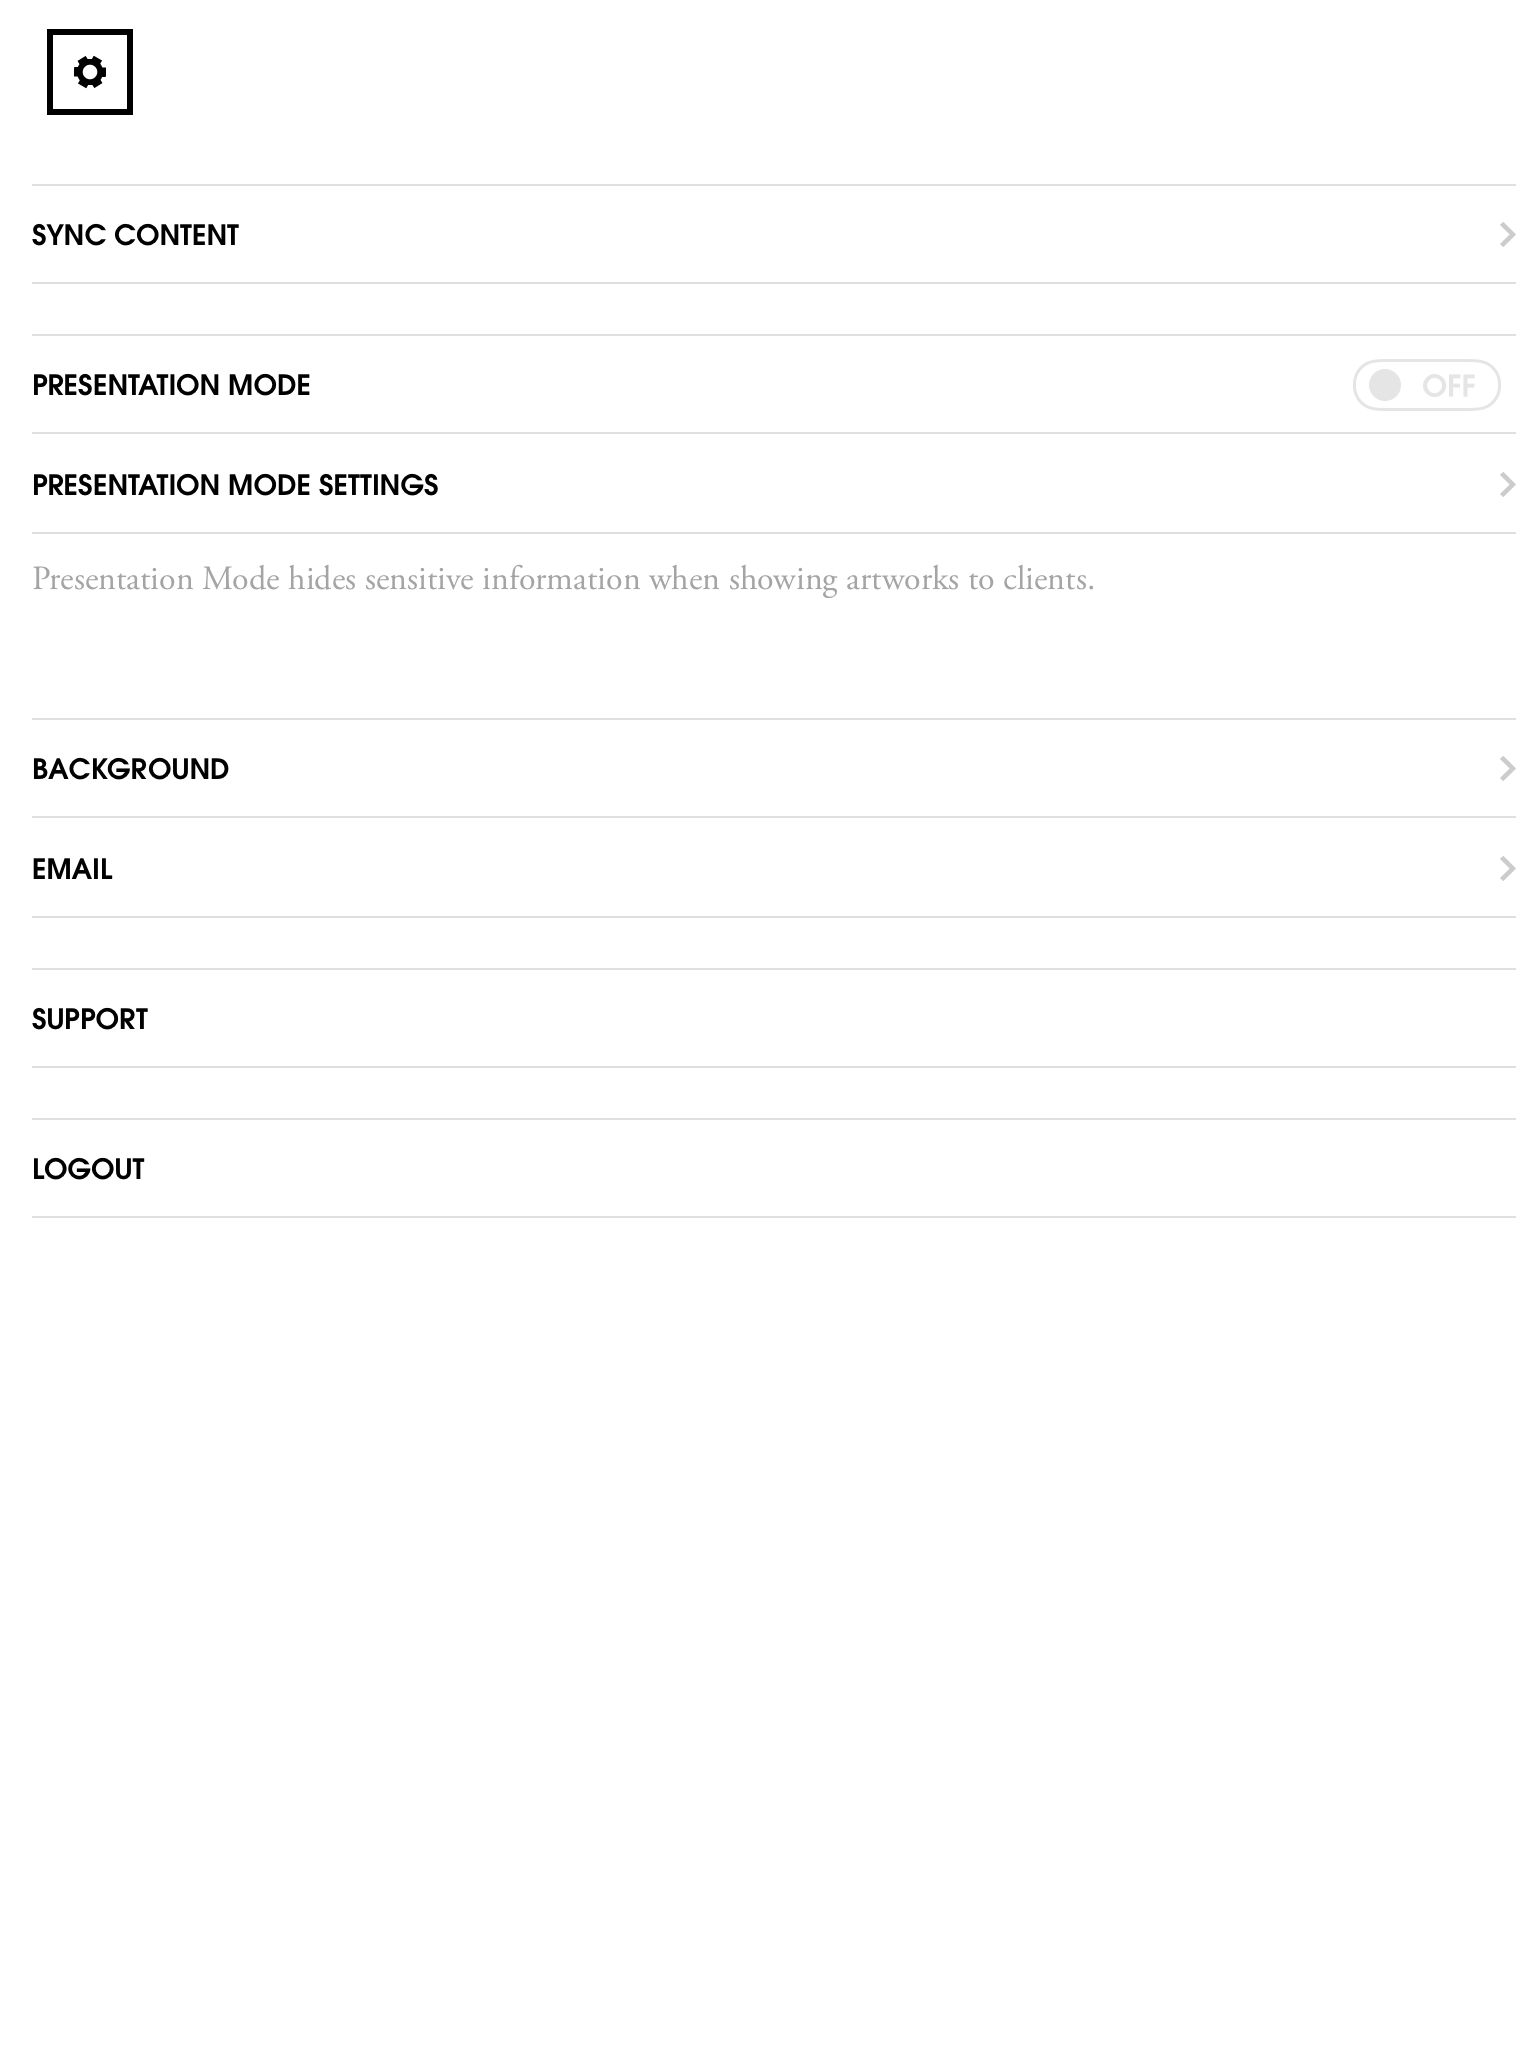 SYNC CONTENT
PRESENTATION MODE
OFF
PRESENTATION MODE SETTINGS
Presentation Mode hides sensitive information when showing artworks to clients.
BACKGROUND
EMAIL
SUPPORT
LOGOUT